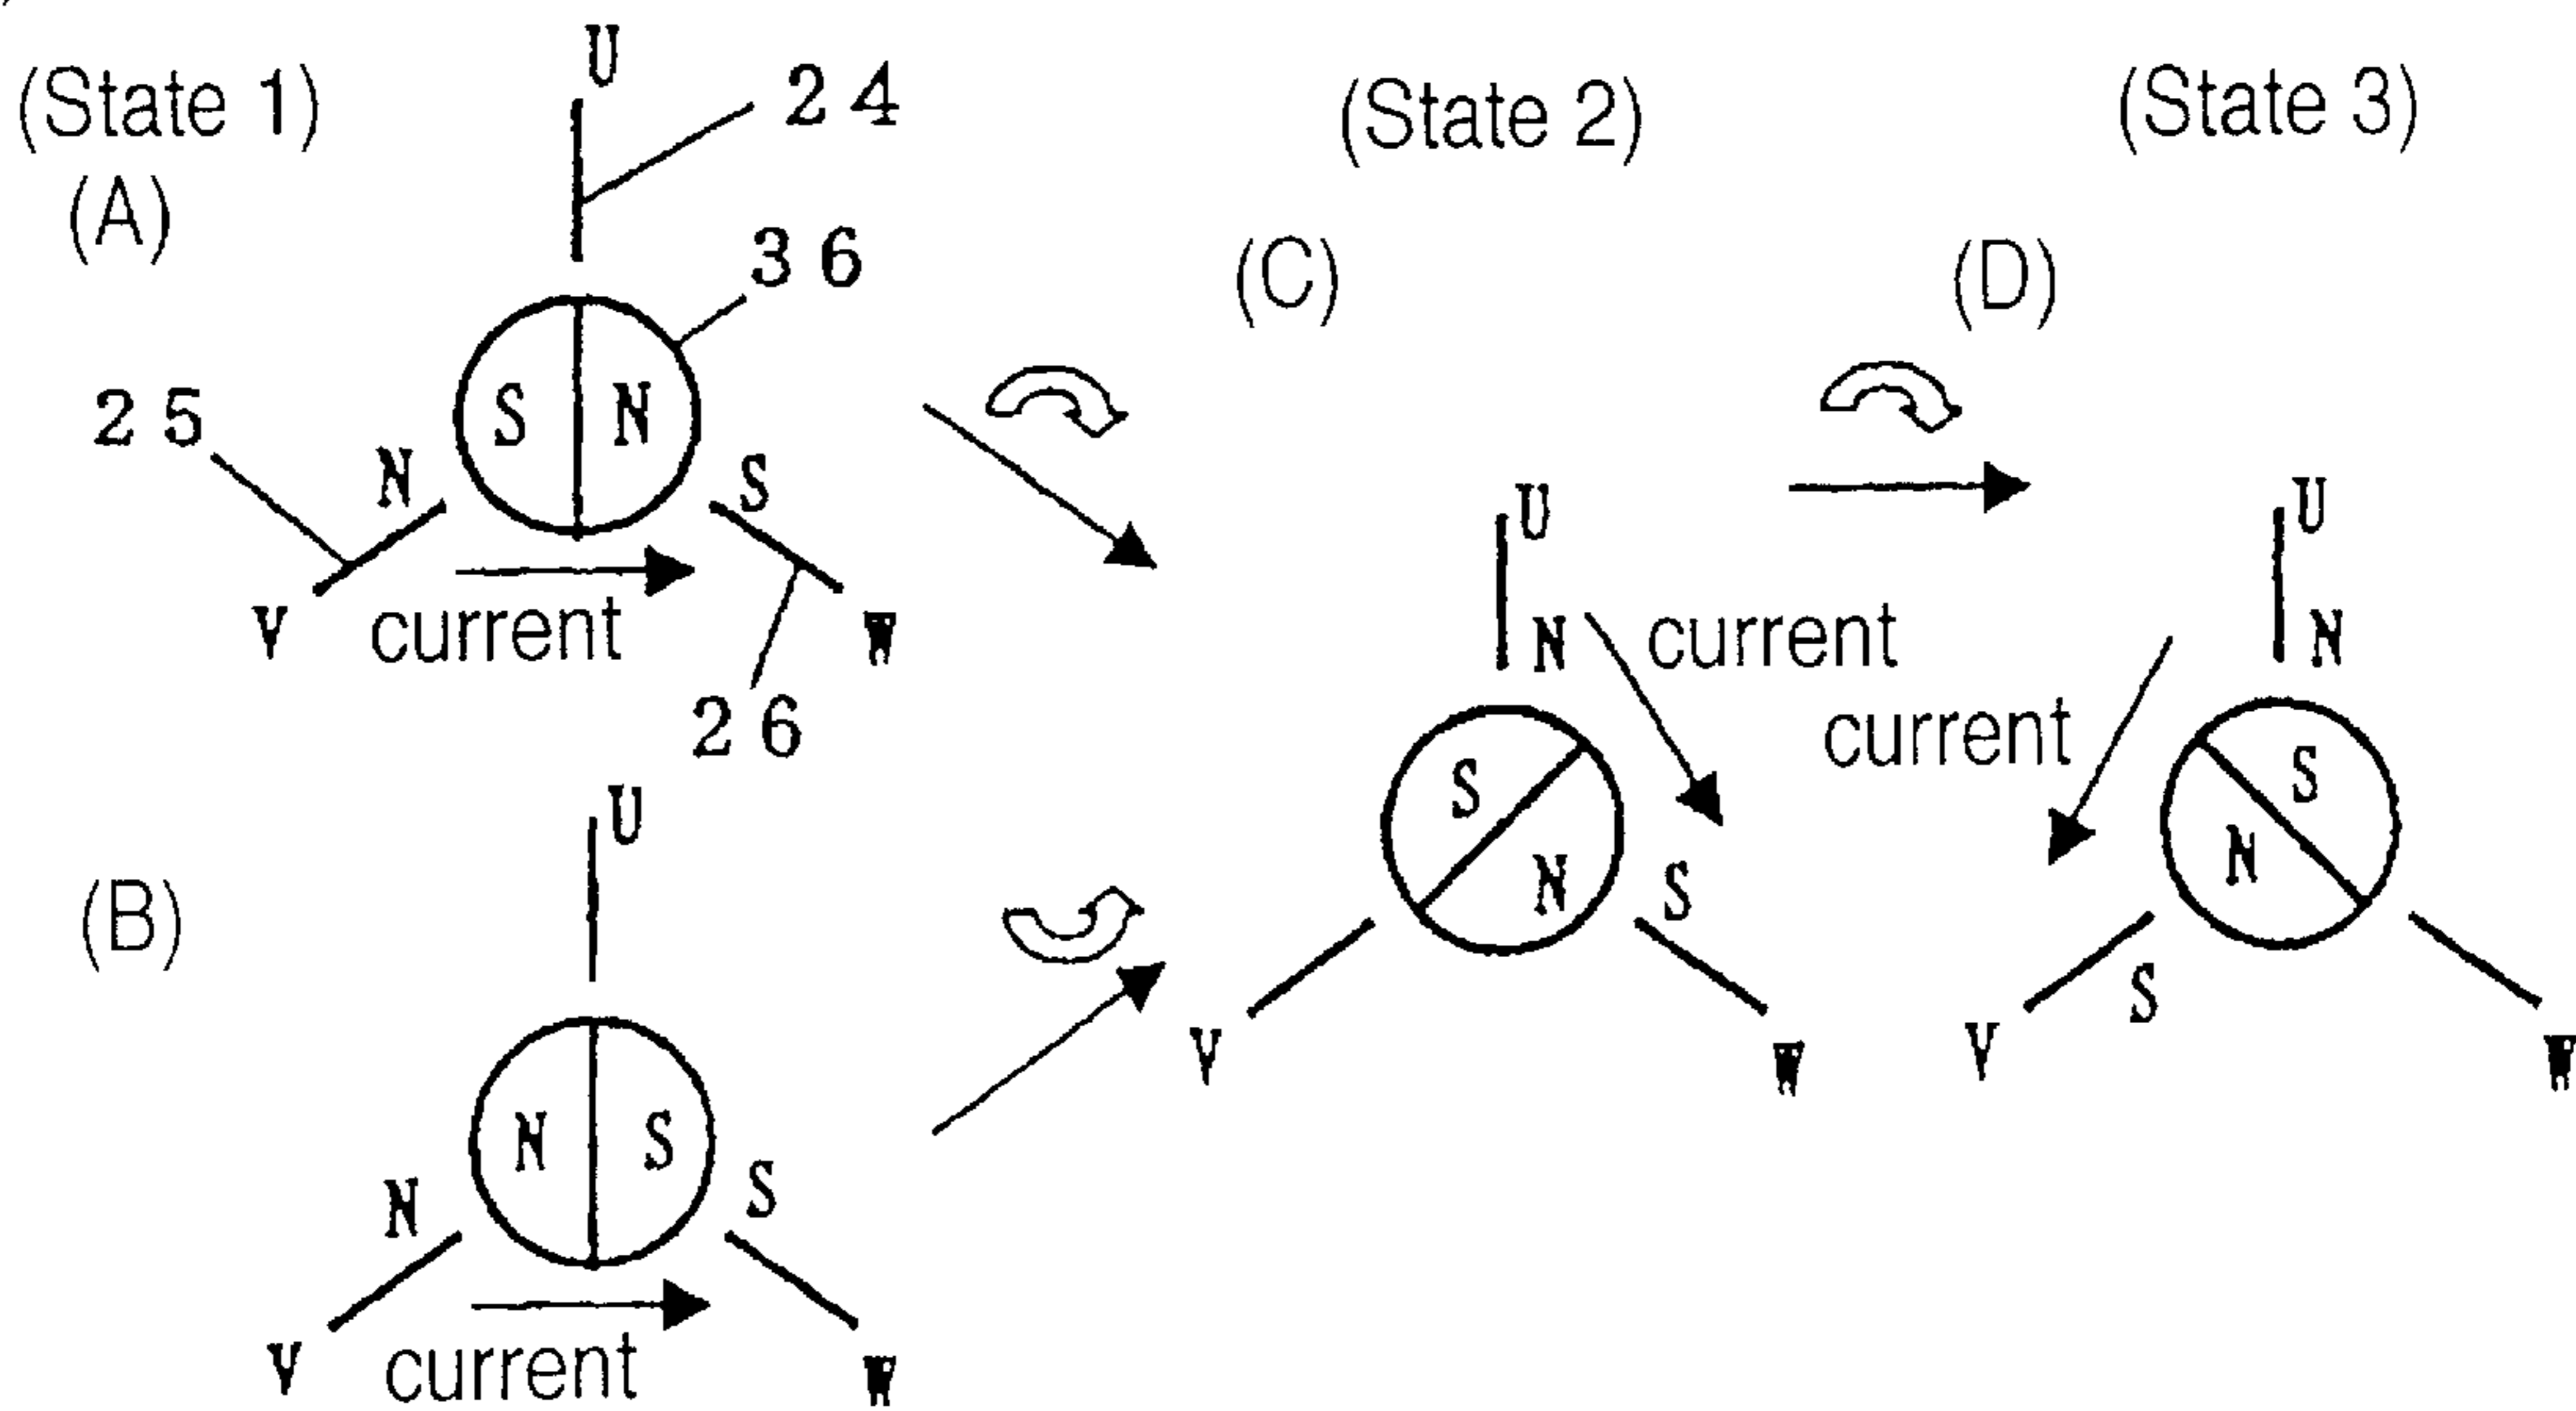 (State 1)
(A)
U
24
36
S N
25
N
S
V
current
W
26
(B)
U
N S
N
S
V
current
W
(State 2)
(C)
U
N
current
S
N
S
V
W
(State 3)
(D)
U
N
current
S
N
S
V
W